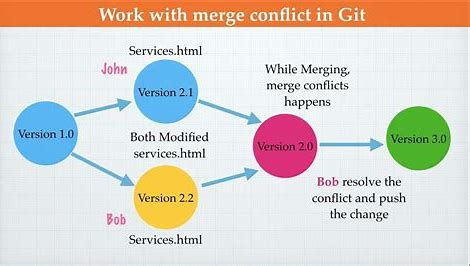 Work with merge conflict in Git
Services.html
John
Version 2.1
While Merging,
merge conflicts
happens
Version 1.0
Both Modified
services.html
Version 2.0
Version 3.0
Version 2.2
Bob
Services.html
Bob resolve the
conflict and push
the change